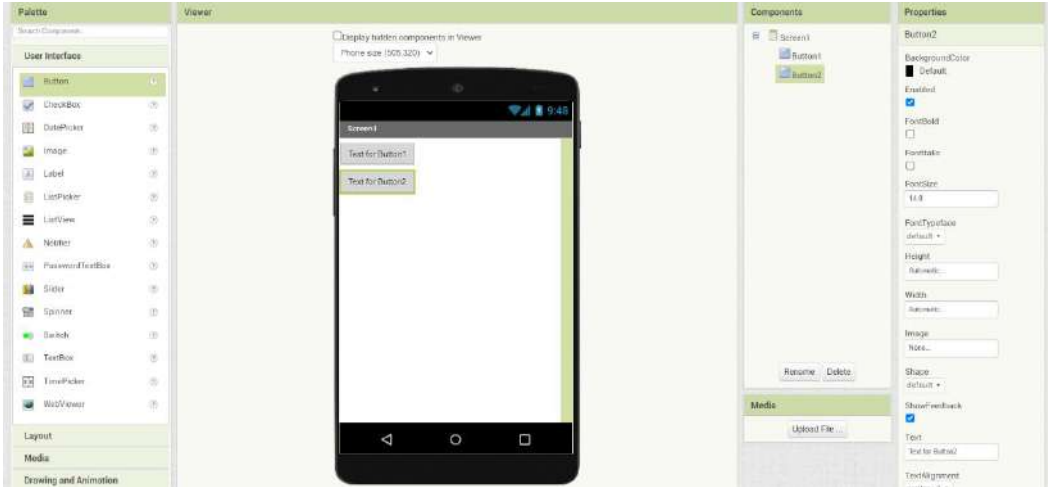 Palette
Search Components...
User Interface
Button
CheckBox
DatePicker
Image
Label
ListPicker
ListView
Notifier
PasswordTextBox
Slider
Spinner
Switch
TextBox
TimePicker
WebViewer
Layout
Media
Drawing and Animation
Viewer
Display hidden components in Viewer
Phone size (505,320)
9:48
Screen1
Text for Button1
Text for Button2
Components
Screen1
Button1
Button2
Rename Delete
Media
Upload File ...
Properties
Button2
BackgroundColor
Default
Enabled
FontBold
FontItalic
FontSize
14.0
FontTypeface
default
Height
Automatic...
Width
Automatic...
Image
None...
Shape
default
ShowFeedback
Text
Text for Button2
TextAlignment